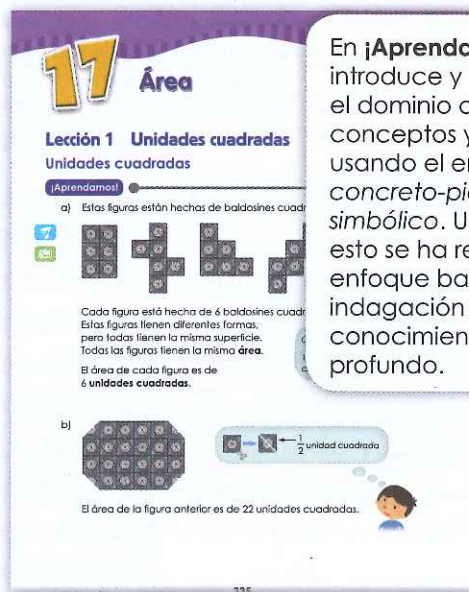 17
Área
Lección 1 Unidades cuadradas
Unidades cuadradas
¡Aprendamos!
a) Estas figuras están hechas de baldosines cuadr
Cada figura está hecha de 6 baldosines cuadr
Estas figuras tienen diferentes formas,
pero todas tienen la misma superficie.
Todas las figuras tienen la misma área.
El área de cada figura es de
6 unidades cuadradas.
b)
1/2 unidad cuadrada
El área de la figura anterior es de 22 unidades cuadradas.
En ¡Aprenda
introduce y
el dominio
conceptos y
usando el e
concreto-pi
simbólico. U
esto se ha re
enfoque ba
indagación
conocimien
profundo.